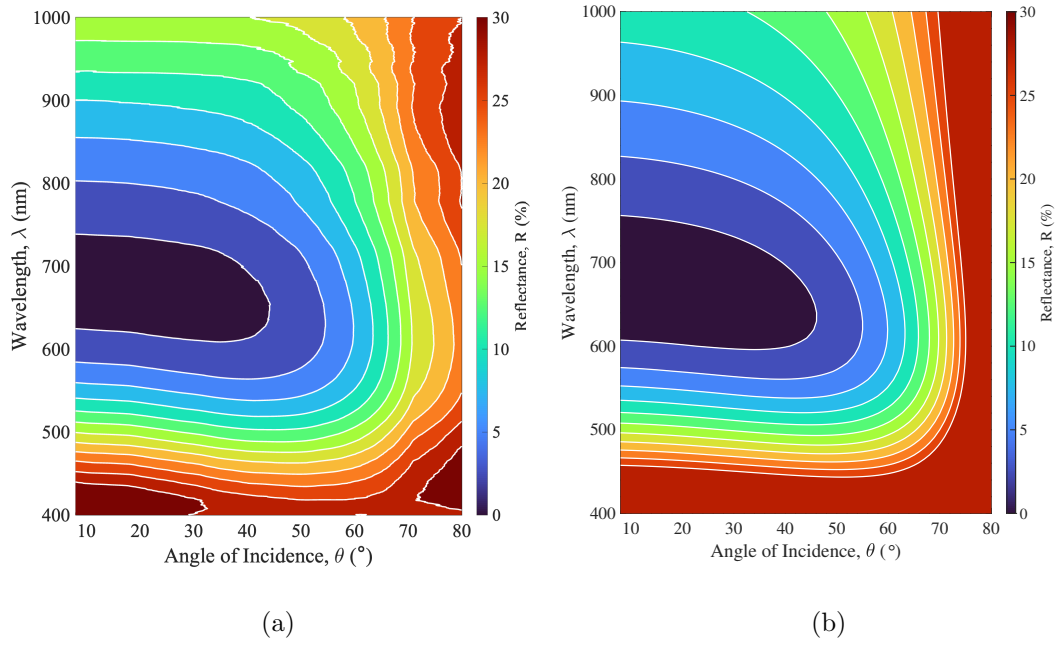 1000
900
800
700
600
500
400
Wavelength, λ (nm)
10 20 30 40 50 60 70 80
Angle of Incidence, θ (°)
30
25
20
15
10
5
0
Reflectance, R (%)
(a)
1000
900
800
700
600
500
400
Wavelength, λ (nm)
10 20 30 40 50 60 70 80
Angle of Incidence, θ (°)
30
25
20
15
10
5
0
Reflectance, R (%)
(b)